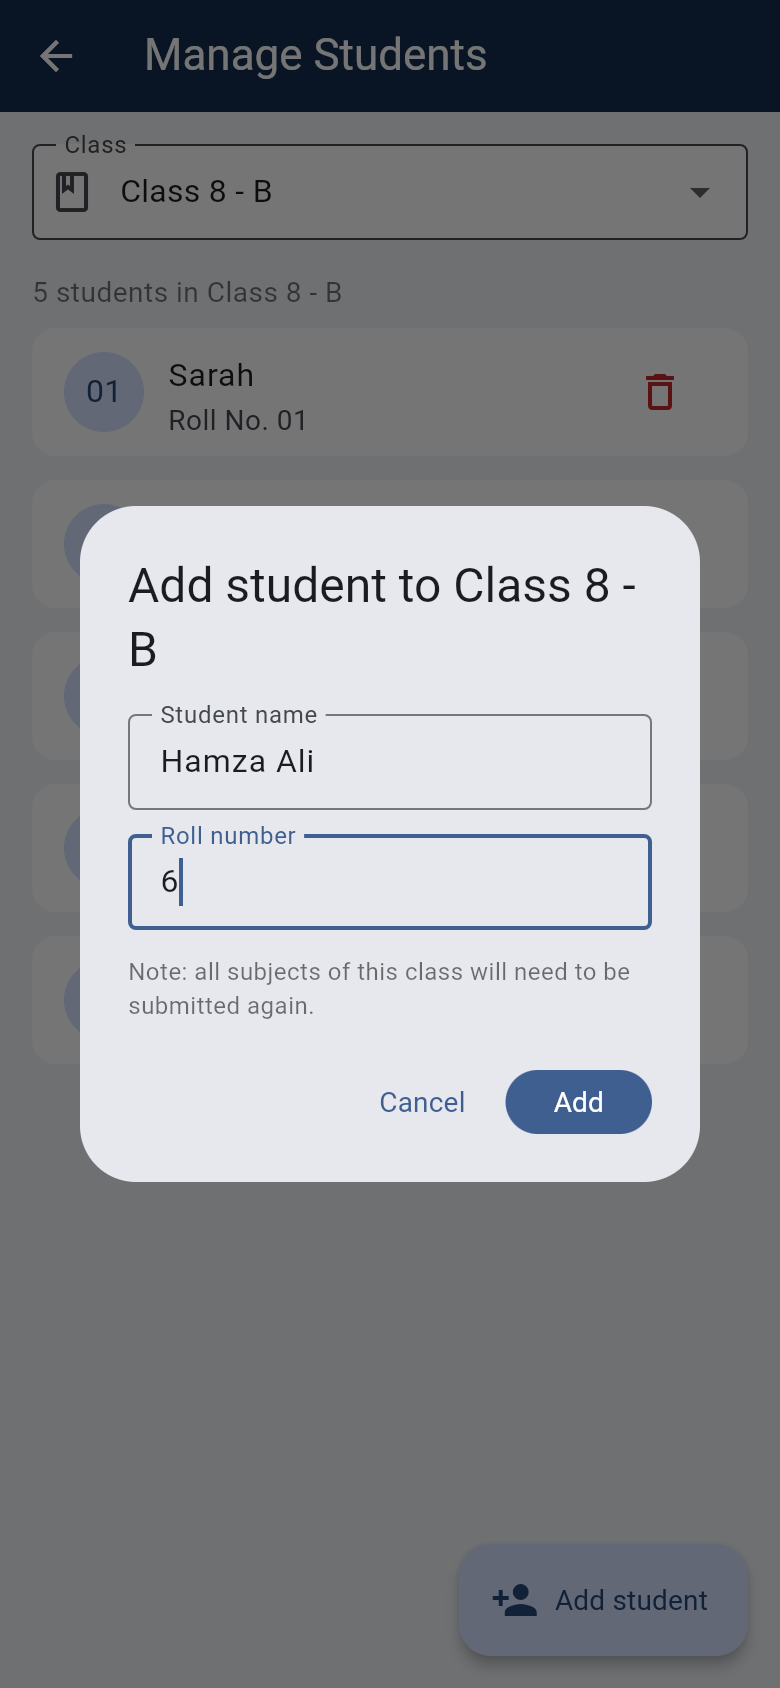 Manage Students
Class
Class 8 - B
5 students in Class 8 - B
01
Sarah
Roll No. 01
Add student to Class 8 -
B
Student name
Hamza Ali
Roll number
6
Note: all subjects of this class will need to be
submitted again.
Cancel
Add
Add student